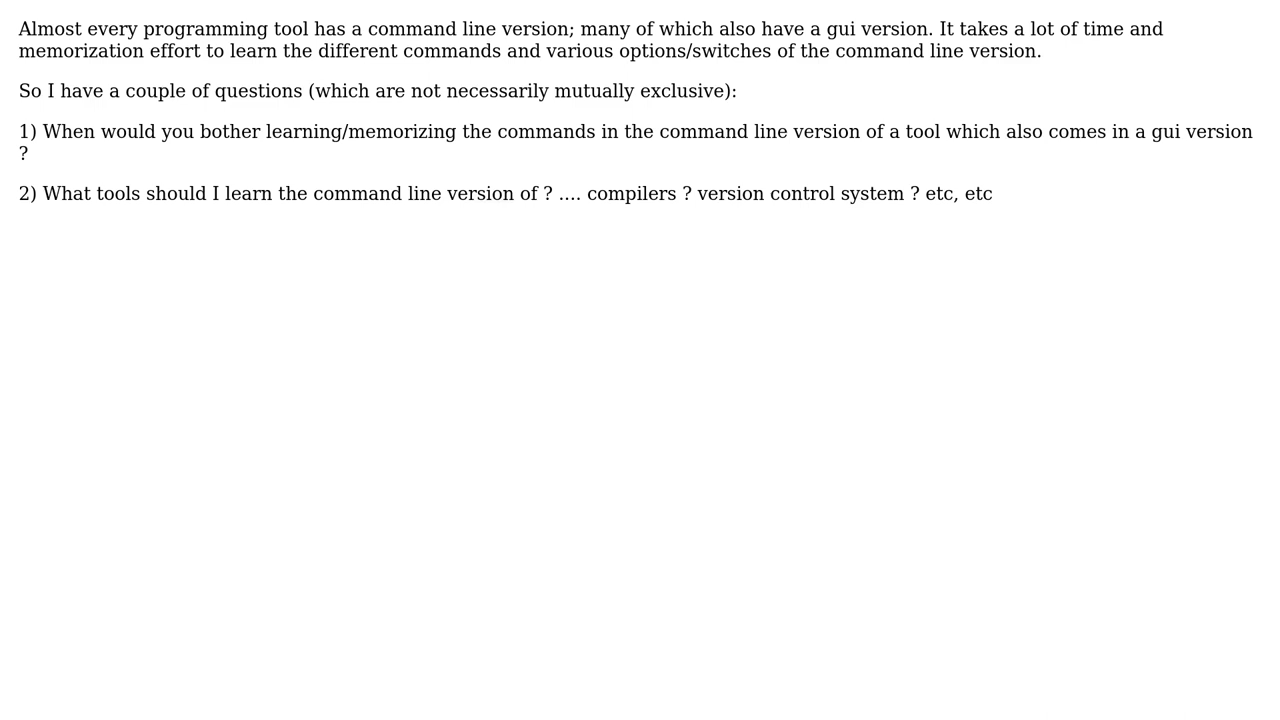 Almost every programming tool has a command line version; many of which also have a gui version. It takes a lot of time and
memorization effort to learn the different commands and various options/switches of the command line version.
So I have a couple of questions (which are not necessarily mutually exclusive):
1) When would you bother learning/memorizing the commands in the command line version of a tool which also comes in a gui version
?
2) What tools should I learn the command line version of ? .... compilers ? version control system ? etc, etc